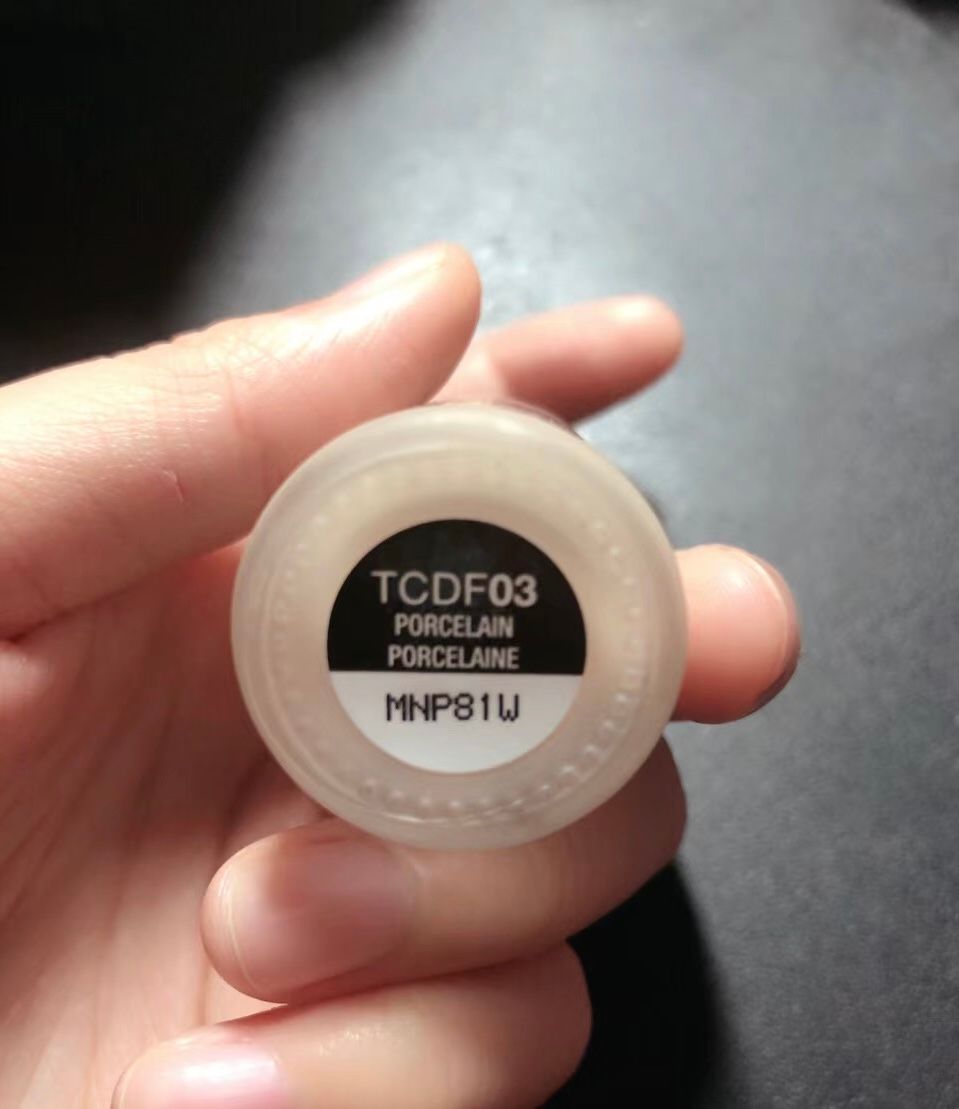 TCDF03
PORCELAIN
PORCELAINE
MNP81W